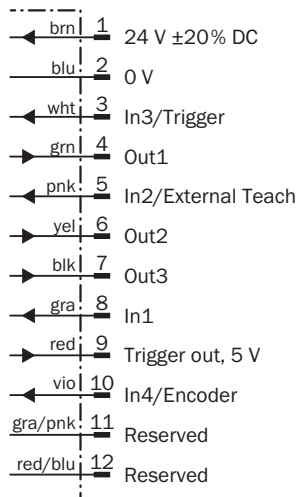 brn 1 24 V ±20% DC
blu 2 0 V
wht 3 In3/Trigger
grn 4 Out1
pnk 5 In2/External Teach
yel 6 Out2
blk 7 Out3
gra 8 In1
red 9 Trigger out, 5 V
vio 10 In4/Encoder
gra/pnk 11 Reserved
red/blu 12 Reserved